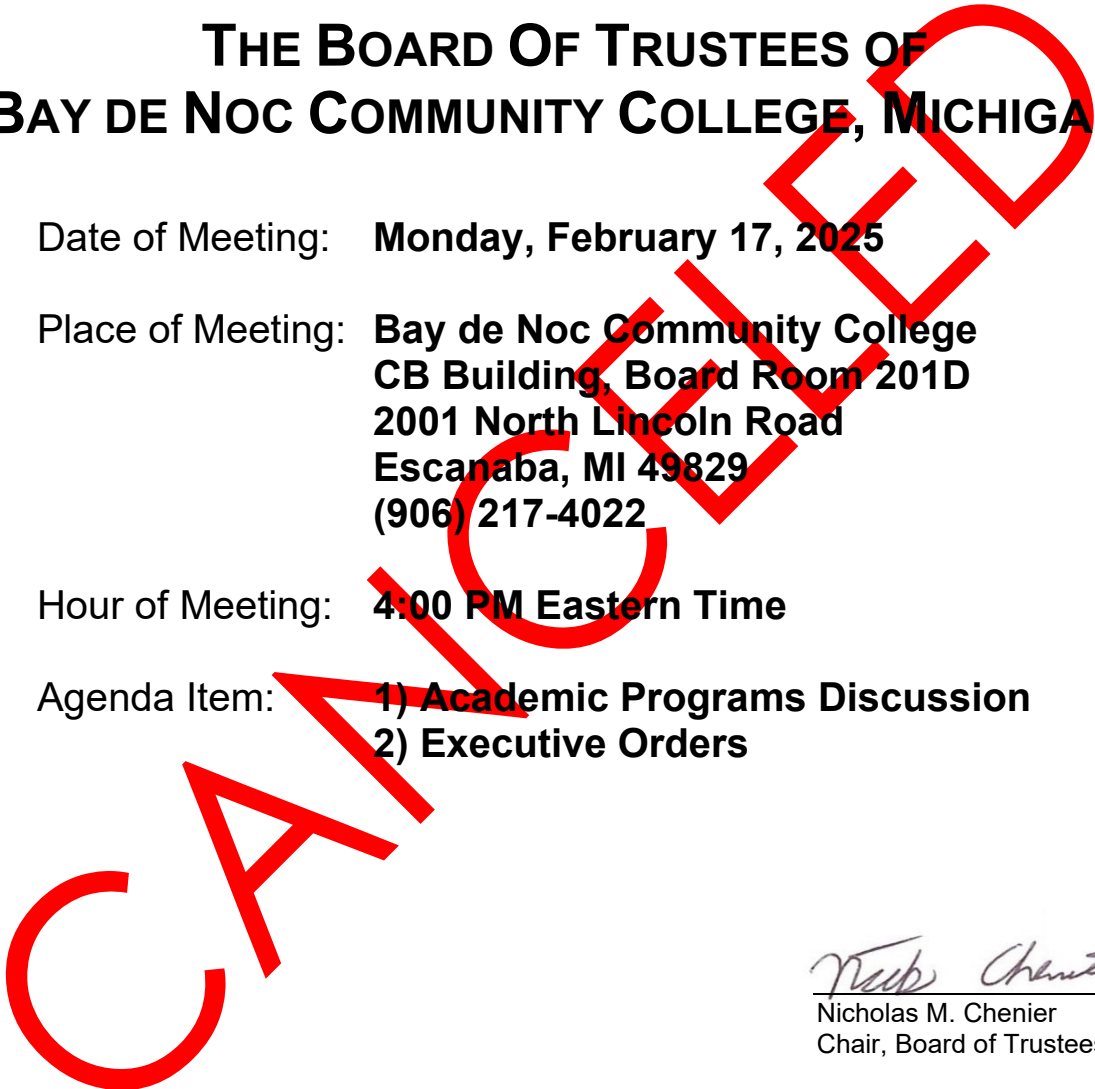 THE BOARD OF TRUSTEES OF
BAY DE NOC COMMUNITY COLLEGE, MICHIGA
Date of Meeting: Monday, February 17, 2025
Place of Meeting: Bay de Noc Community College
CB Building, Board Room 201D
2001 North Lincoln Road
Escanaba, MI 49829
(906) 217-4022
Hour of Meeting: 4:00 PM Eastern Time
Agenda Item: 1) Academic Programs Discussion
2) Executive Orders
CANCELED
Nick Chenie
Nicholas M. Chenier
Chair, Board of Trustees